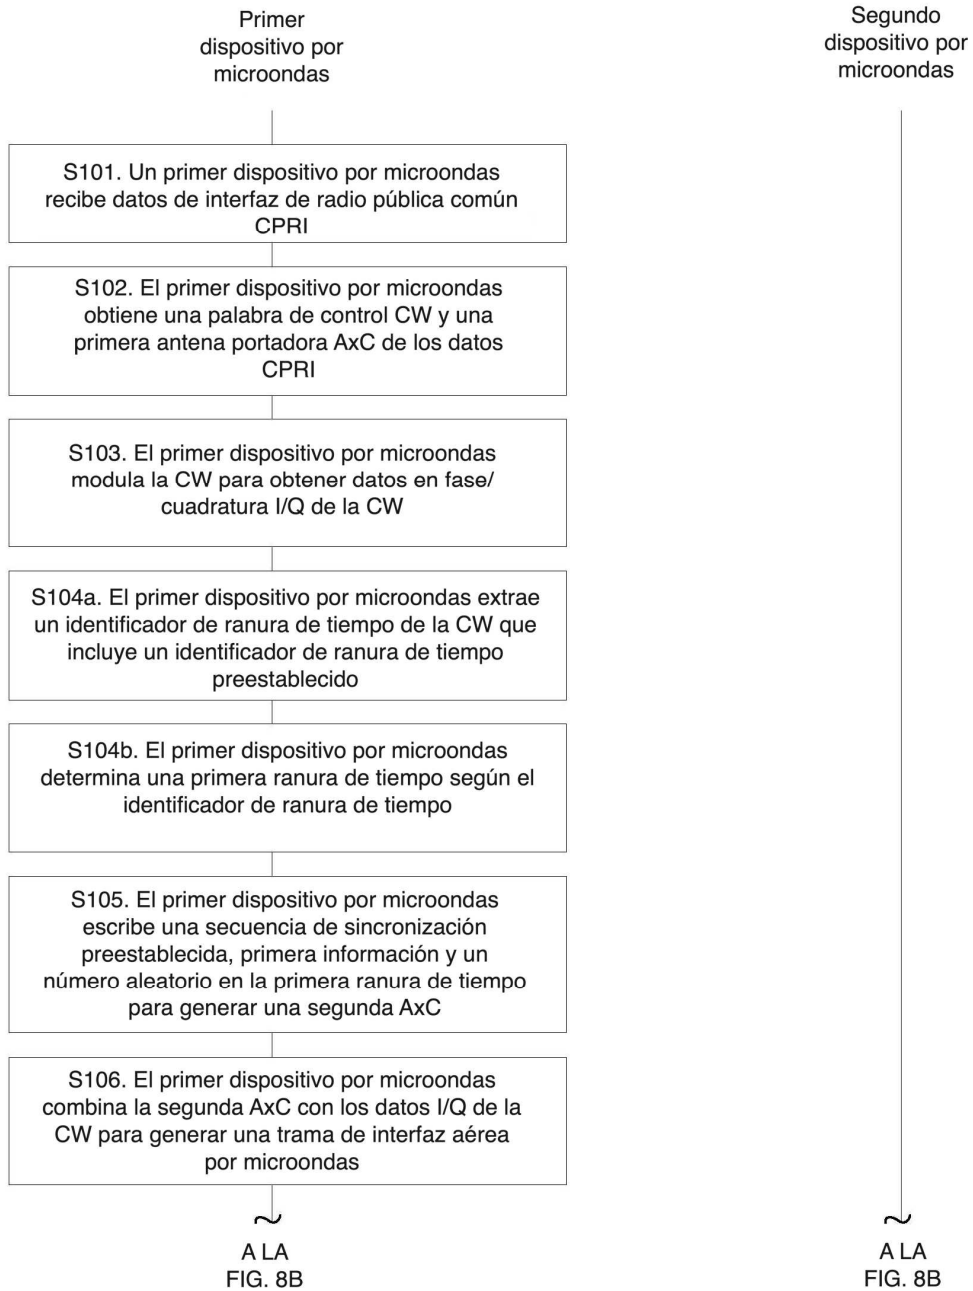 Primer
dispositivo por
microondas
Segundo
dispositivo por
microondas
S101. Un primer dispositivo por microondas
recibe datos de interfaz de radio pública común
CPRI
S102. El primer dispositivo por microondas
obtiene una palabra de control CW y una
primera antena portadora AxC de los datos
CPRI
S103. El primer dispositivo por microondas
modula la CW para obtener datos en fase/
cuadratura I/Q de la CW
S104a. El primer dispositivo por microondas extrae
un identificador de ranura de tiempo de la CW que
incluye un identificador de ranura de tiempo
preestablecido
S104b. El primer dispositivo por microondas
determina una primera ranura de tiempo según el
identificador de ranura de tiempo
S105. El primer dispositivo por microondas
escribe una secuencia de sincronización
preestablecida, primera información y un
número aleatorio en la primera ranura de tiempo
para generar una segunda AxC
S106. El primer dispositivo por microondas
combina la segunda AxC con los datos I/Q de la
CW para generar una trama de interfaz aérea
por microondas
A LA
FIG. 8B
A LA
FIG. 8B